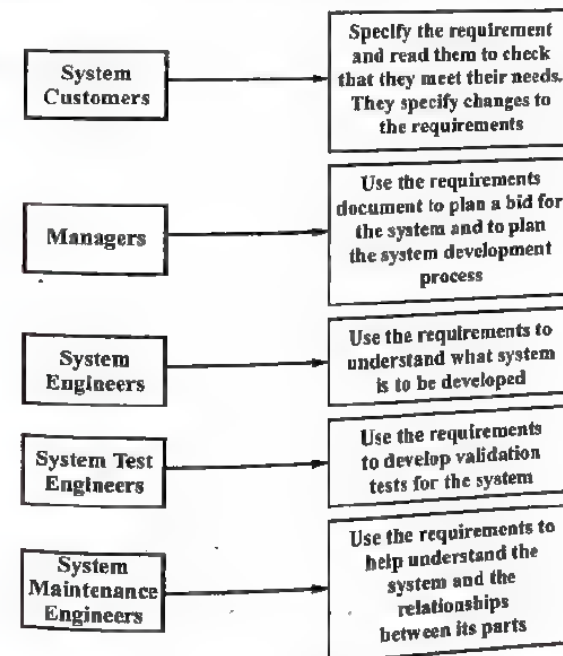 System
Customers
Specify the requirement
and read them to check
that they meet their needs.
They specify changes to
the requirements
Managers
Use the requirements
document to plan a bid for
the system and to plan
the system development
process
System
Engineers
Use the requirements to
understand what system
is to be developed
System Test
Engineers
Use the requirements
to develop validation
tests for the system
System
Maintenance
Engineers
Use the requirements to
help understand the
system and the
relationships
between its parts